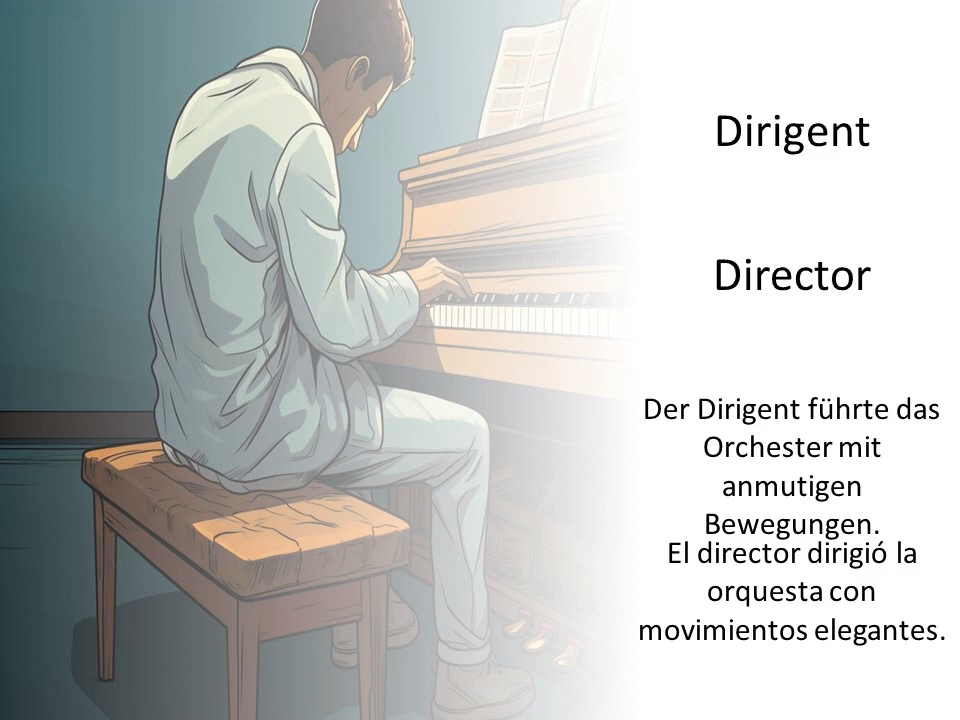 Dirigent
Director
Der Dirigent führte das
Orchester mit
anmutigen
Bewegungen.
El director dirigió la
orquesta con
movimientos elegantes.